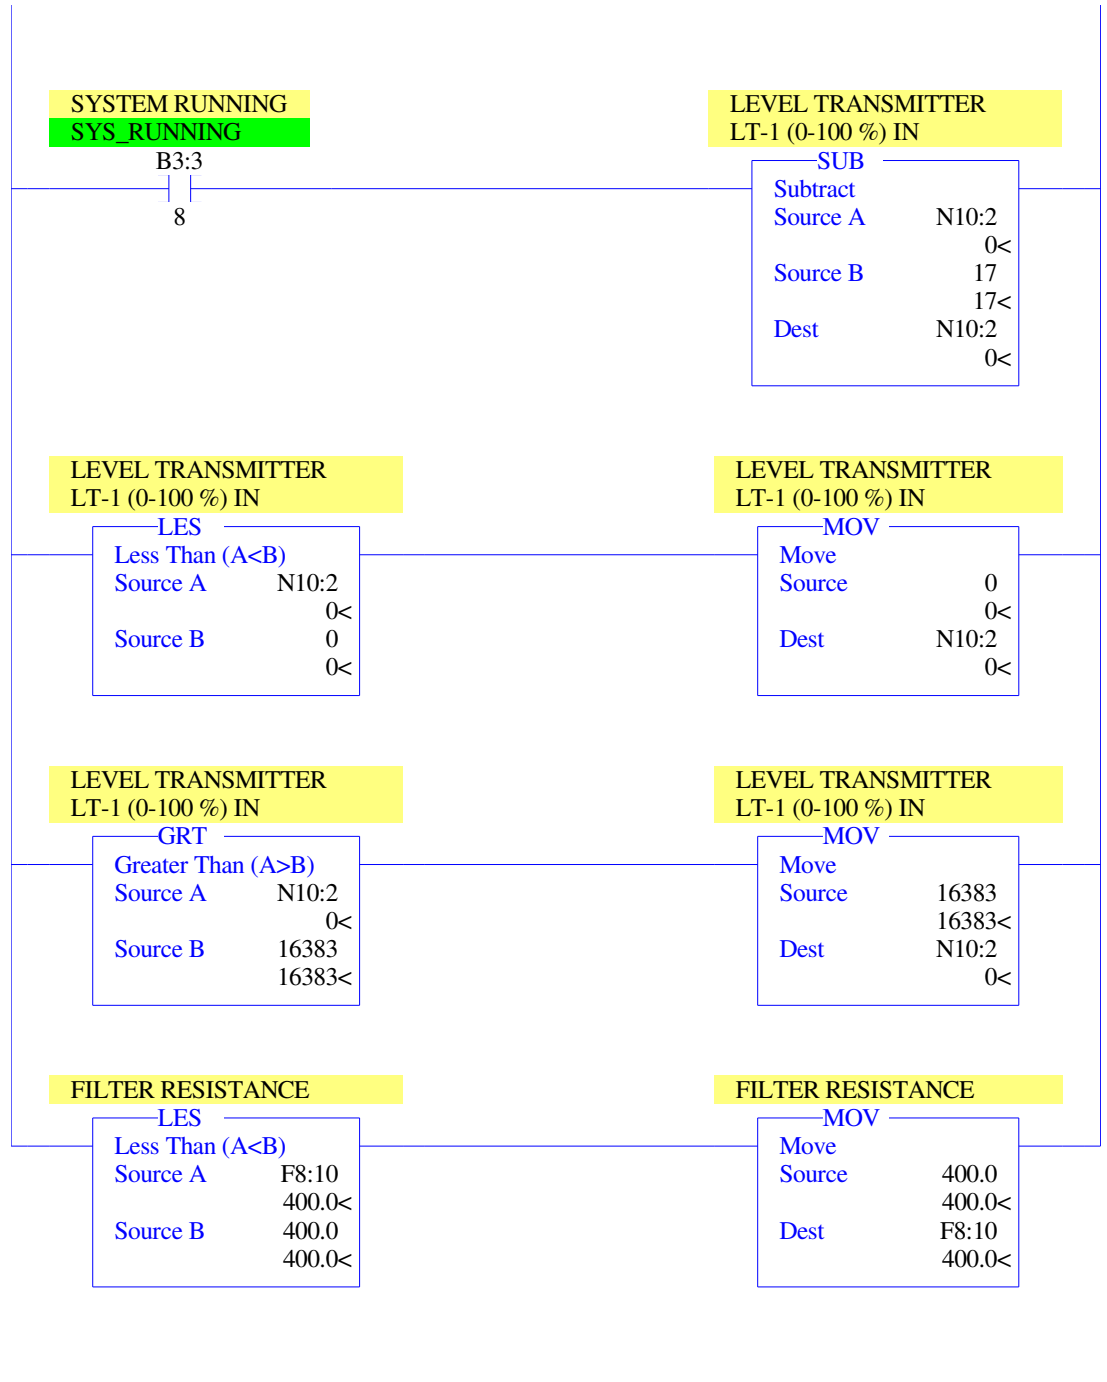 SYSTEM RUNNING
SYS_RUNNING
B3:3
8
LEVEL TRANSMITTER
LT-1 (0-100 %) IN
SUB
Subtract
Source A N10:2
0<
Source B 17
17<
Dest N10:2
0<
LEVEL TRANSMITTER
LT-1 (0-100 %) IN
LES
Less Than (A<B)
Source A N10:2
0<
Source B 0
0<
LEVEL TRANSMITTER
LT-1 (0-100 %) IN
MOV
Move
Source 0
0<
Dest N10:2
0<
LEVEL TRANSMITTER
LT-1 (0-100 %) IN
GRT
Greater Than (A>B)
Source A N10:2
0<
Source B 16383
16383<
LEVEL TRANSMITTER
LT-1 (0-100 %) IN
MOV
Move
Source 16383
16383<
Dest N10:2
0<
FILTER RESISTANCE
LES
Less Than (A<B)
Source A F8:10
400.0<
Source B 400.0
400.0<
FILTER RESISTANCE
MOV
Move
Source 400.0
400.0<
Dest F8:10
400.0<